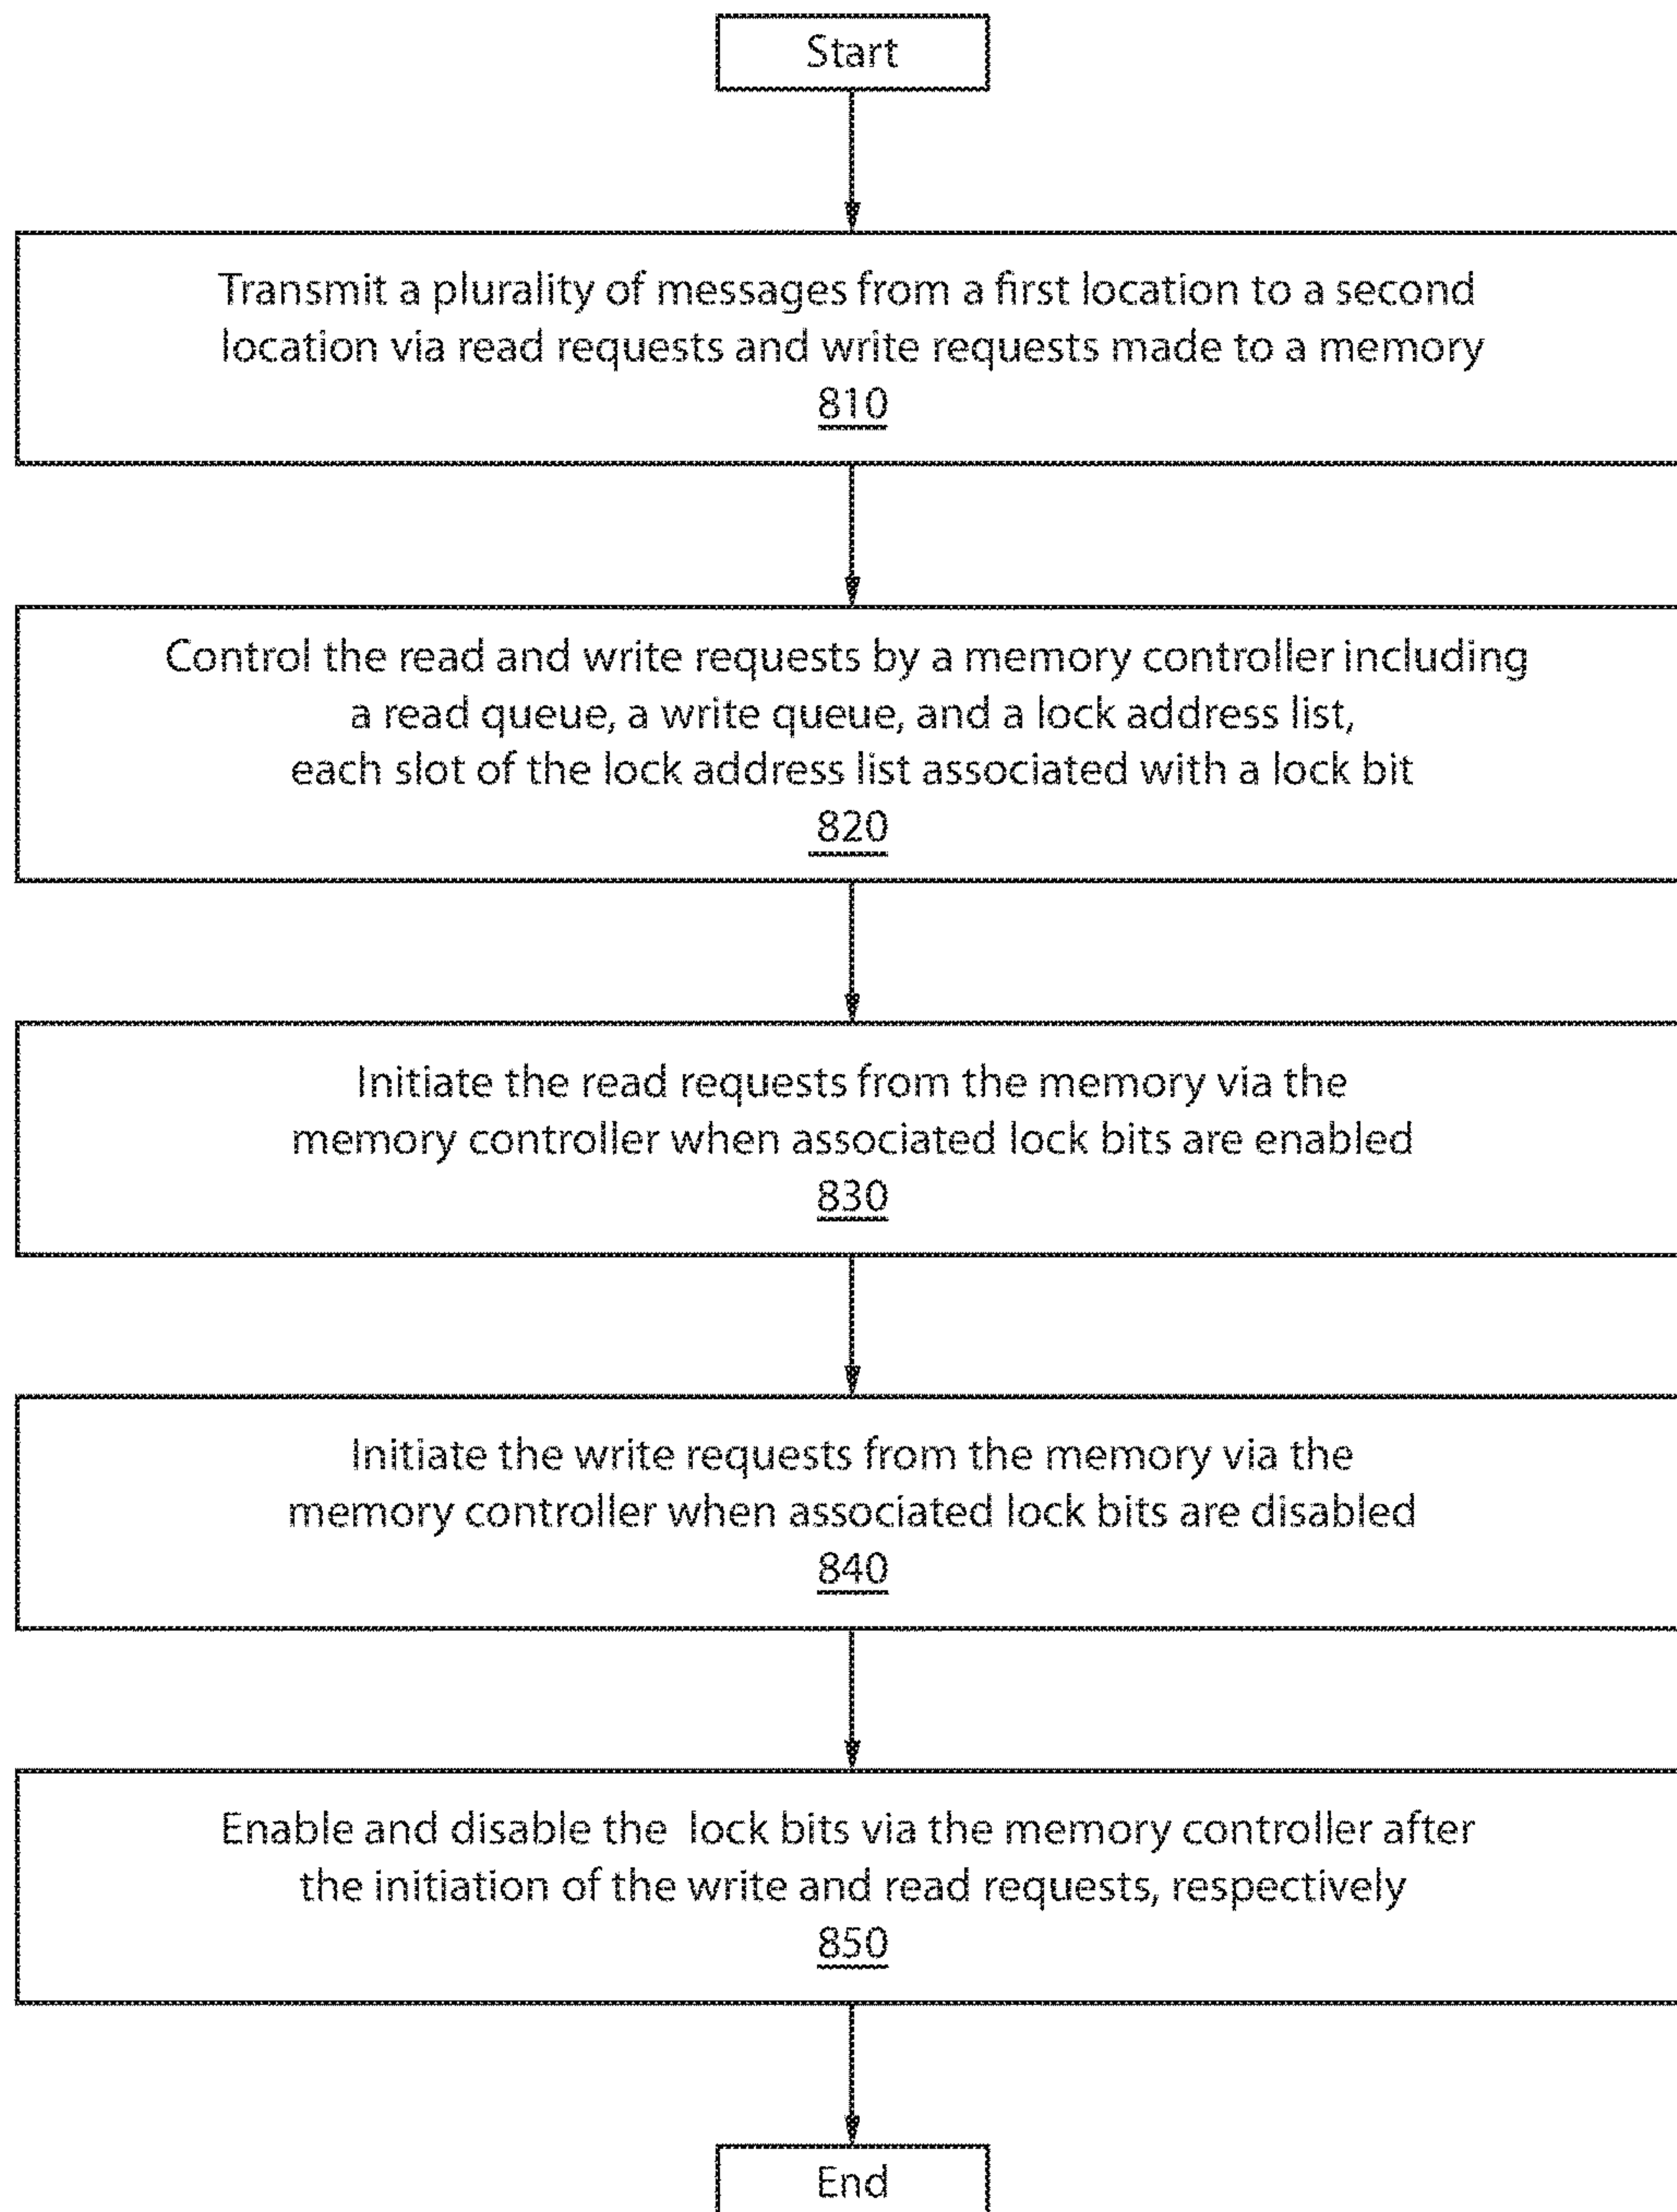 Start
Transmit a plurality of messages from a first location to a second
location via read requests and write requests made to a memory
810
Control the read and write requests by a memory controller including
a read queue, a write queue, and a lock address list,
each slot of the lock address list associated with a lock bit
820
Initiate the read requests from the memory via the
memory controller when associated lock bits are enabled
830
Initiate the write requests from the memory via the
memory controller when associated lock bits are disabled
840
Enable and disable the lock bits via the memory controller after
the initiation of the write and read requests, respectively
850
End